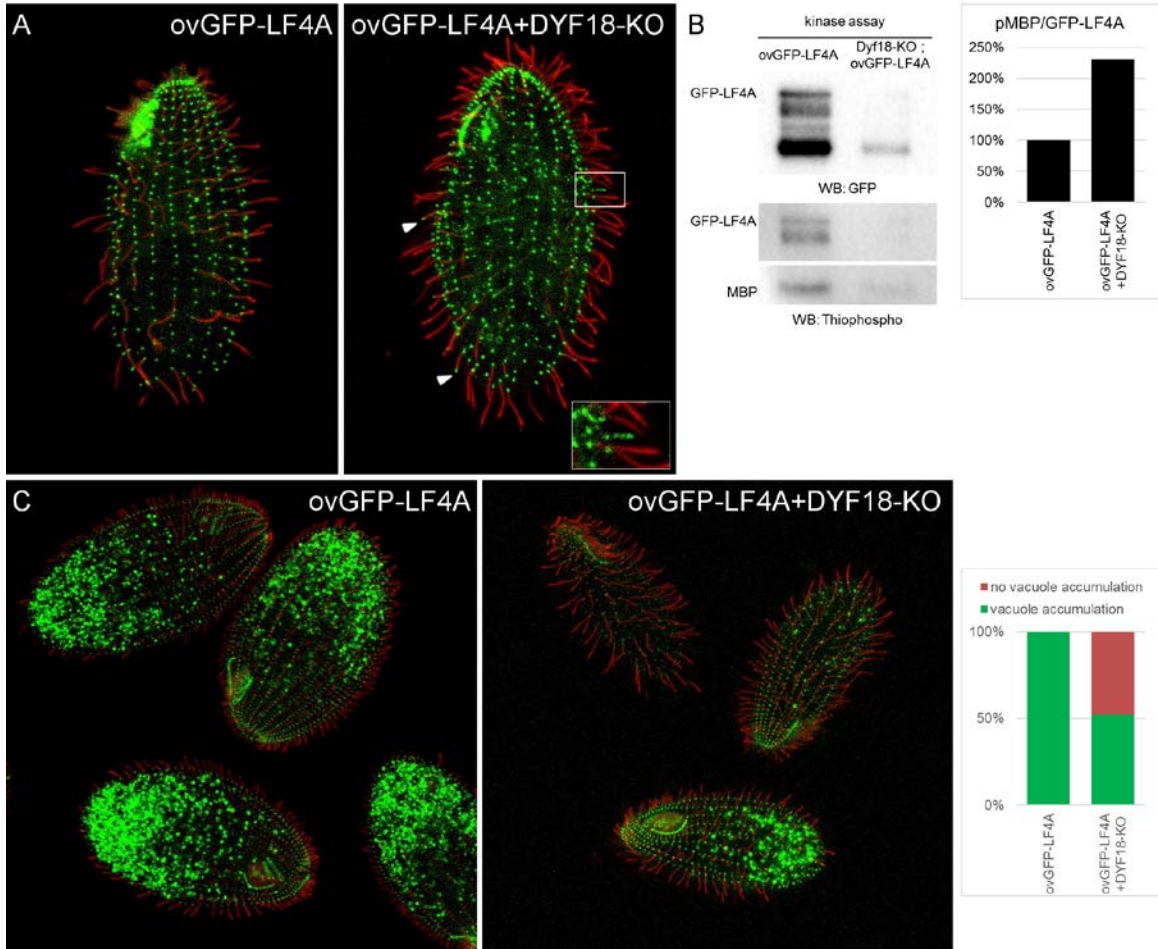 A
ovGFP-LF4A
ovGFP-LF4A+DYF18-KO
B
kinase assay
ovGFP-LF4A
Dyf18-KO ;
ovGFP-LF4A
GFP-LF4A
WB: GFP
GFP-LF4A
MBP
WB: Thiophospho
pMBP/GFP-LF4A
250%
200%
150%
100%
50%
0%
ovGFP-LF4A
ovGFP-LF4A
+DYF18-KO
C
ovGFP-LF4A
ovGFP-LF4A+DYF18-KO
no vacuole accumulation
vacuole accumulation
100%
50%
0%
ovGFP-LF4A
ovGFP-LF4A
+DYF18-KO